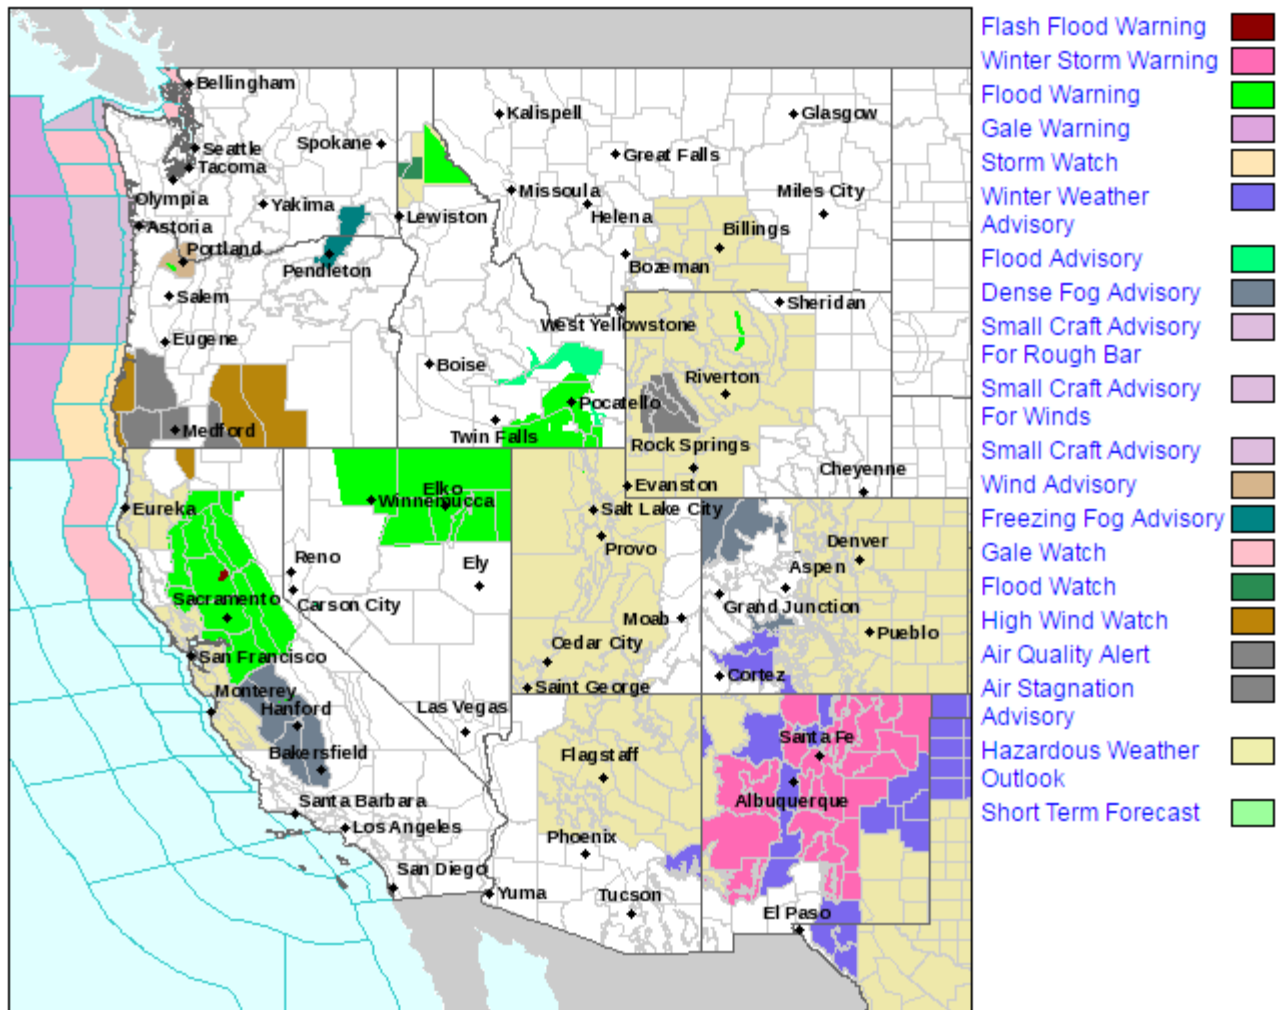 Bellingham
Seattle
Tacoma
Olympia
Astoria
Portland
Salem
Eugene
Medford
Yakima
Spokane
Pendleton
Lewiston
Kalispell
Glasgow
Great Falls
Missoula
Helena
Miles City
Billings
Bozeman
West Yellowstone
Sheridan
Boise
Pocatello
Twin Falls
Riverton
Rock Springs
Evanston
Cheyenne
Eureka
Winnemucca
Elko
Reno
Carson City
Ely
Sacramento
San Francisco
Monterey
Hanford
Bakersfield
Las Vegas
Santa Barbara
Los Angeles
San Diego
Salt Lake City
Provo
Moab
Cedar City
Saint George
Denver
Aspen
Grand Junction
Pueblo
Cortez
Flagstaff
Phoenix
Yuma
Tucson
Santa Fe
Albuquerque
El Paso
Flash Flood Warning
Winter Storm Warning
Flood Warning
Gale Warning
Storm Watch
Winter Weather
Advisory
Flood Advisory
Dense Fog Advisory
Small Craft Advisory
For Rough Bar
Small Craft Advisory
For Winds
Small Craft Advisory
Wind Advisory
Freezing Fog Advisory
Gale Watch
Flood Watch
High Wind Watch
Air Quality Alert
Air Stagnation
Advisory
Hazardous Weather
Outlook
Short Term Forecast